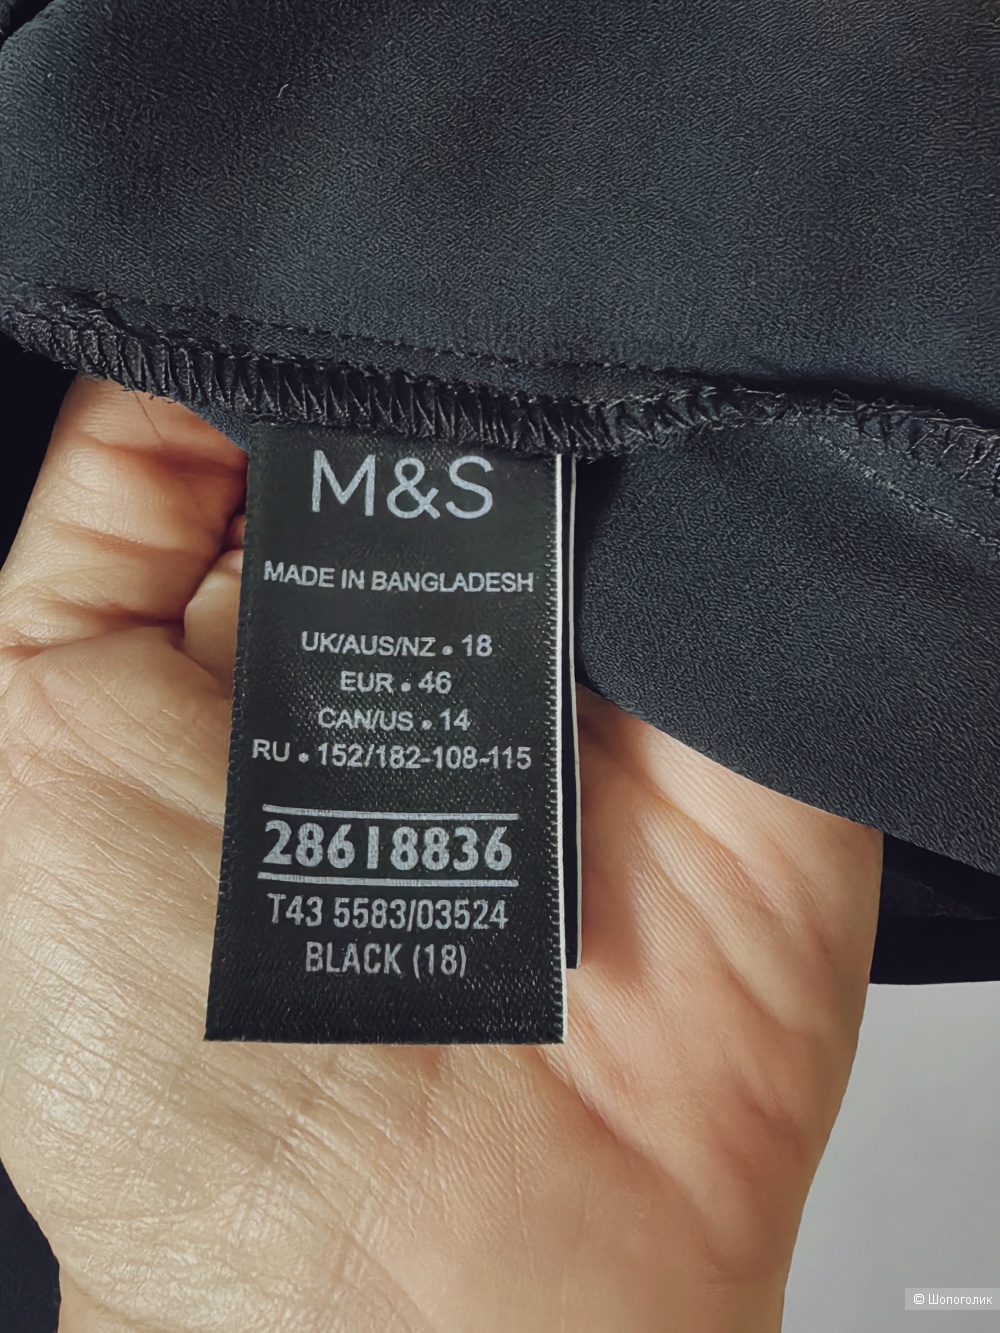 M&S
MADE IN BANGLADESH
UK/AUS/NZ • 18
EUR • 46
CAN/US • 14
RU • 152/182-108-115
28618836
T43 5583/03524
BLACK (18)
© Шопоголик